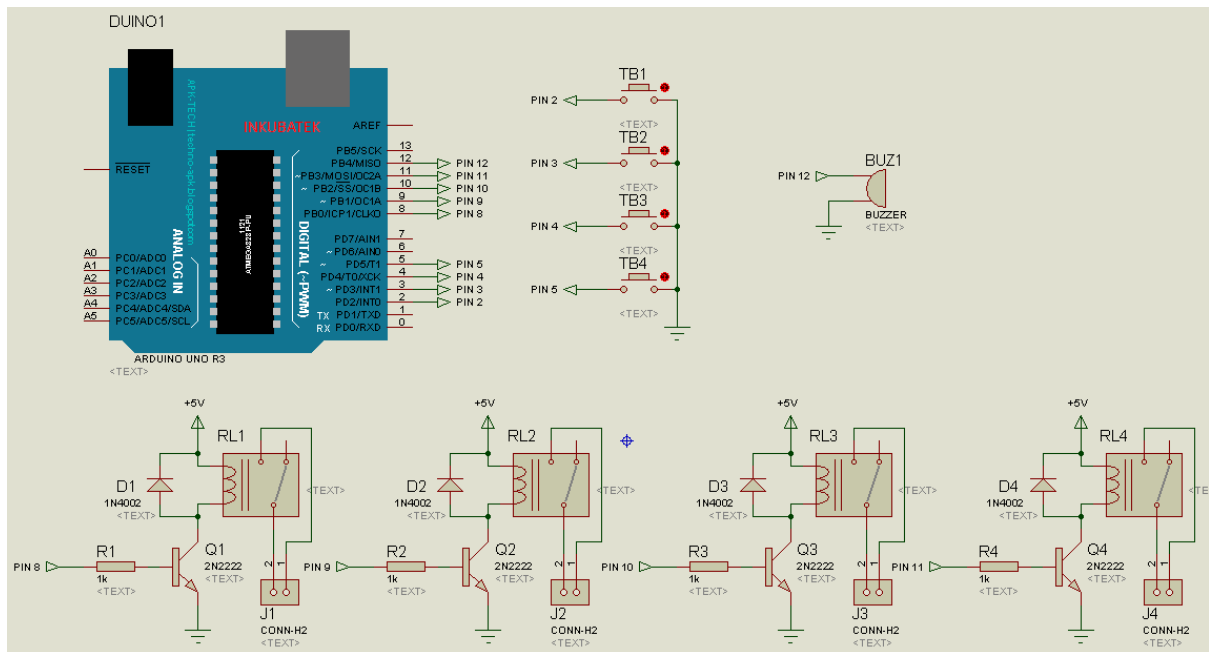 DUINO1
APK-TECH|techno-apk.blogspot.com
INKUBATEK
AREF
RESET
PB5/SCK 13
PB4/MISO 12 PIN 12
~PB3/MOSI/OC2A 11 PIN 11
~ PB2/SS/OC1B 10 PIN 10
~ PB1/OC1A 9 PIN 9
PB0/ICP1/CLKO 8 PIN 8
PD7/AIN1 7
~ PD6/AIN0 6
~ PD5/T1 5 PIN 5
PD4/T0/XCK 4 PIN 4
~ PD3/INT1 3 PIN 3
PD2/INT0 2 PIN 2
TX PD1/TXD 1
RX PD0/RXD 0
A0 PC0/ADC0
A1 PC1/ADC1
A2 PC2/ADC2
A3 PC3/ADC3
A4 PC4/ADC4/SDA
A5 PC5/ADC5/SCL
ANALOG IN
1121
DIGITAL (~PWM)
ARDUINO UNO R3
<TEXT>
TB1
PIN 2
<TEXT>
TB2
PIN 3
<TEXT>
TB3
PIN 4
<TEXT>
TB4
PIN 5
<TEXT>
BUZ1
PIN 12
BUZZER
<TEXT>
+5V
RL1
D1
1N4002
<TEXT>
<TEXT>
PIN 8
R1
1k
<TEXT>
Q1
2N2222
<TEXT>
2 1
J1
CONN-H2
<TEXT>
+5V
RL2
D2
1N4002
<TEXT>
<TEXT>
PIN 9
R2
1k
<TEXT>
Q2
2N2222
<TEXT>
2 1
J2
CONN-H2
<TEXT>
+5V
RL3
D3
1N4002
<TEXT>
<TEXT>
PIN 10
R3
1k
<TEXT>
Q3
2N2222
<TEXT>
2 1
J3
CONN-H2
<TEXT>
+5V
RL4
D4
1N4002
<TEXT>
<TE
PIN 11
R4
1k
<TEXT>
Q4
2N2222
<TEXT>
2 1
J4
CONN-H2
<TEXT>